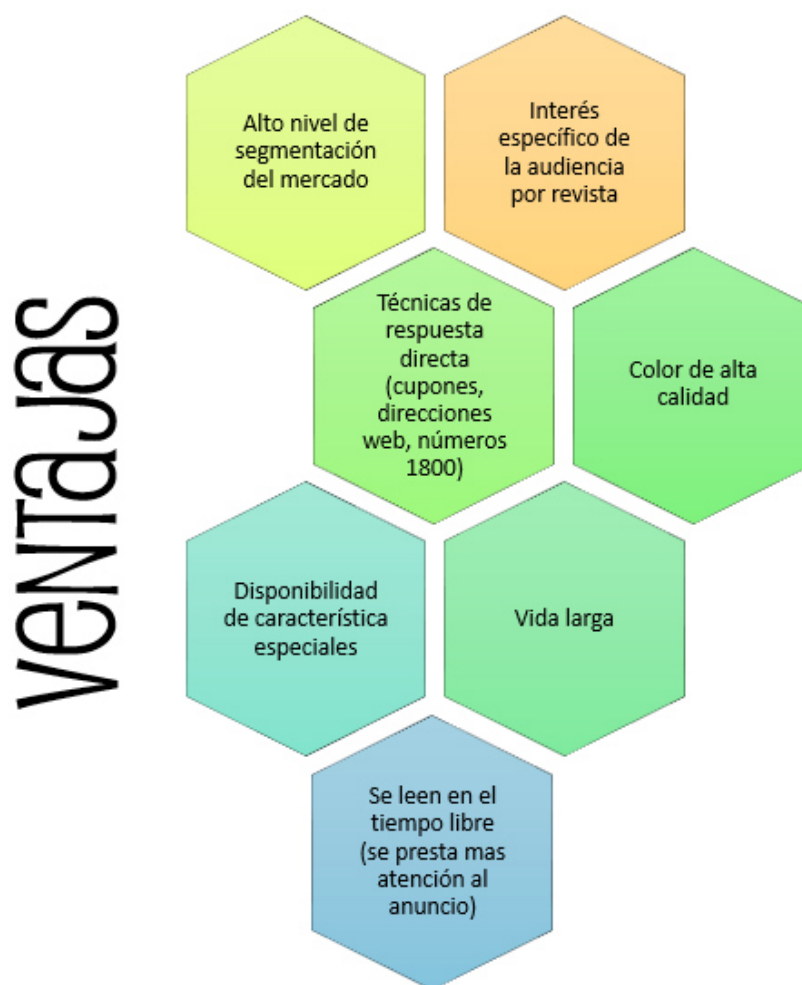 VENTAJAS
Alto nivel de
segmentación
del mercado
Interés
específico de
la audiencia
por revista
Técnicas de
respuesta
directa
(cupones,
direcciones
web, números
1800)
Color de alta
calidad
Disponibilidad
de característica
especiales
Vida larga
Se leen en el
tiempo libre
(se presta mas
atención al
anuncio)